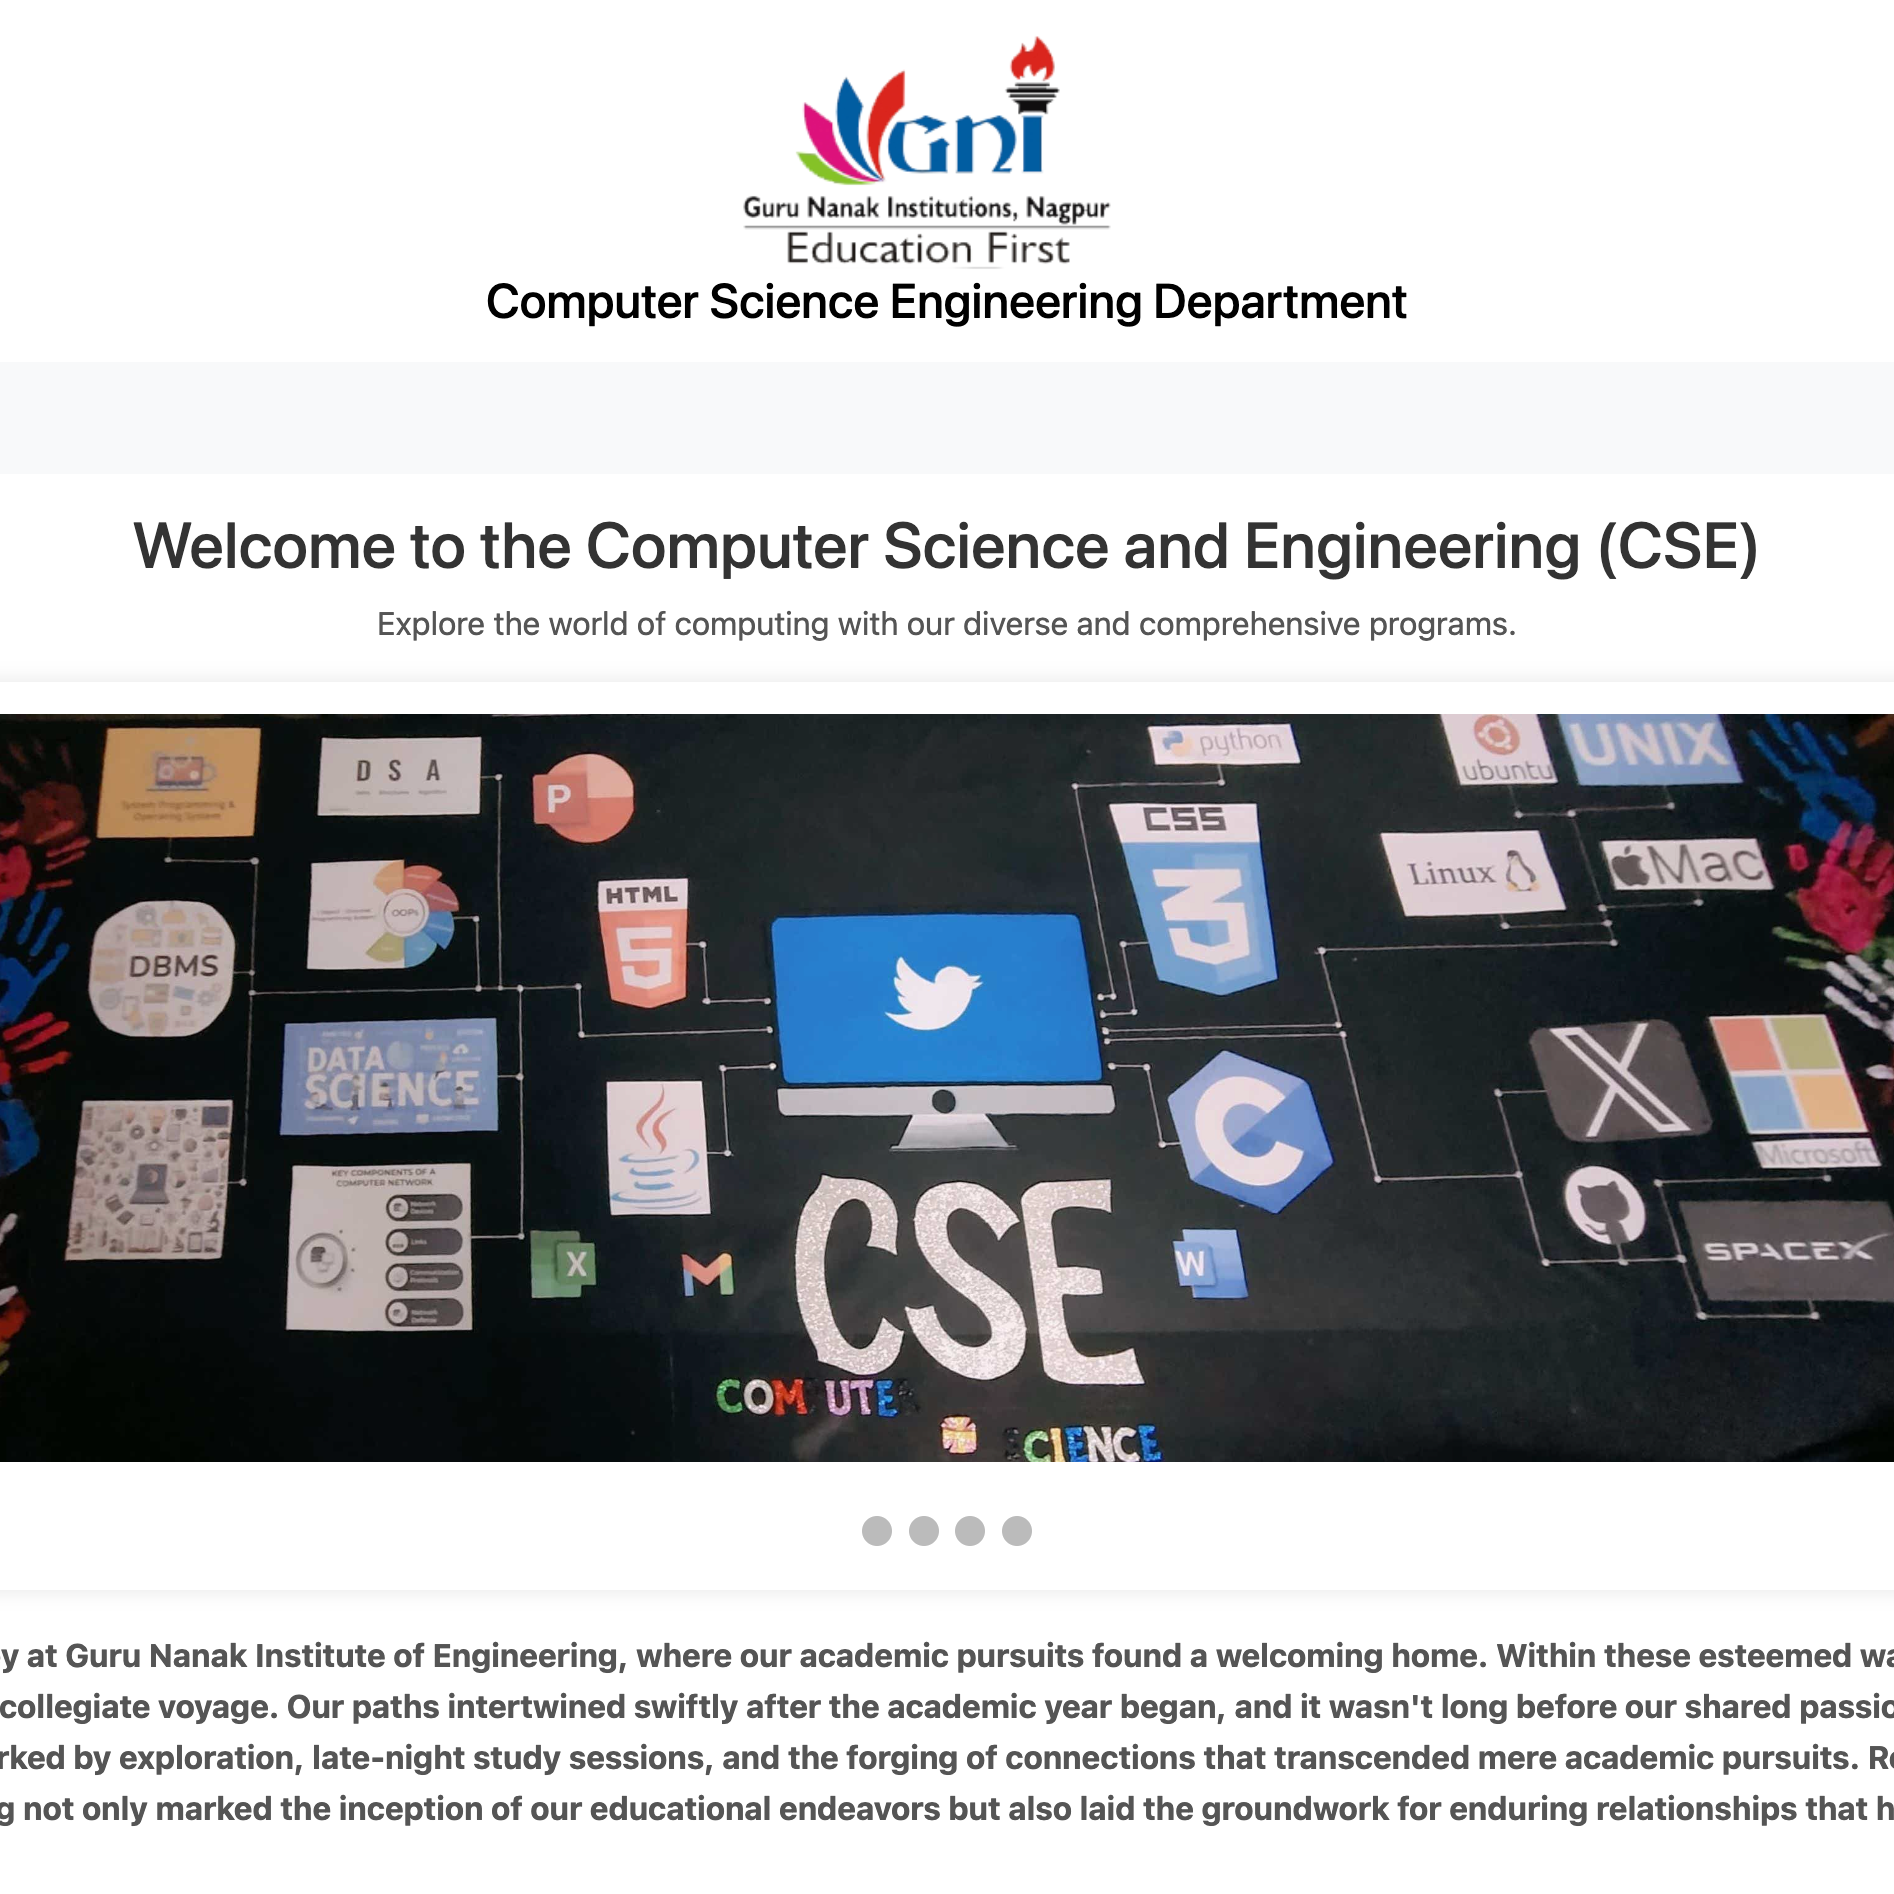 GNI
Guru Nanak Institutions, Nagpur
Education First
Computer Science Engineering Department
Welcome to the Computer Science and Engineering (CSE)
Explore the world of computing with our diverse and comprehensive programs.
System Programming &
Operating System
D S A
P
python
ubuntu
UNIX
CSS
3
Linux
Mac
HTML
5
OOPs
DBMS
DATA
SCIENCE
C
X
Microsoft
KEY COMPONENTS OF A
COMPUTER NETWORK
Links
X
M
W
SPACEX
CSE
COM UTE
CIENCE
y at Guru Nanak Institute of Engineering, where our academic pursuits found a welcoming home. Within these esteemed wa
collegiate voyage. Our paths intertwined swiftly after the academic year began, and it wasn't long before our shared passio
rked by exploration, late-night study sessions, and the forging of connections that transcended mere academic pursuits. Re
g not only marked the inception of our educational endeavors but also laid the groundwork for enduring relationships that h